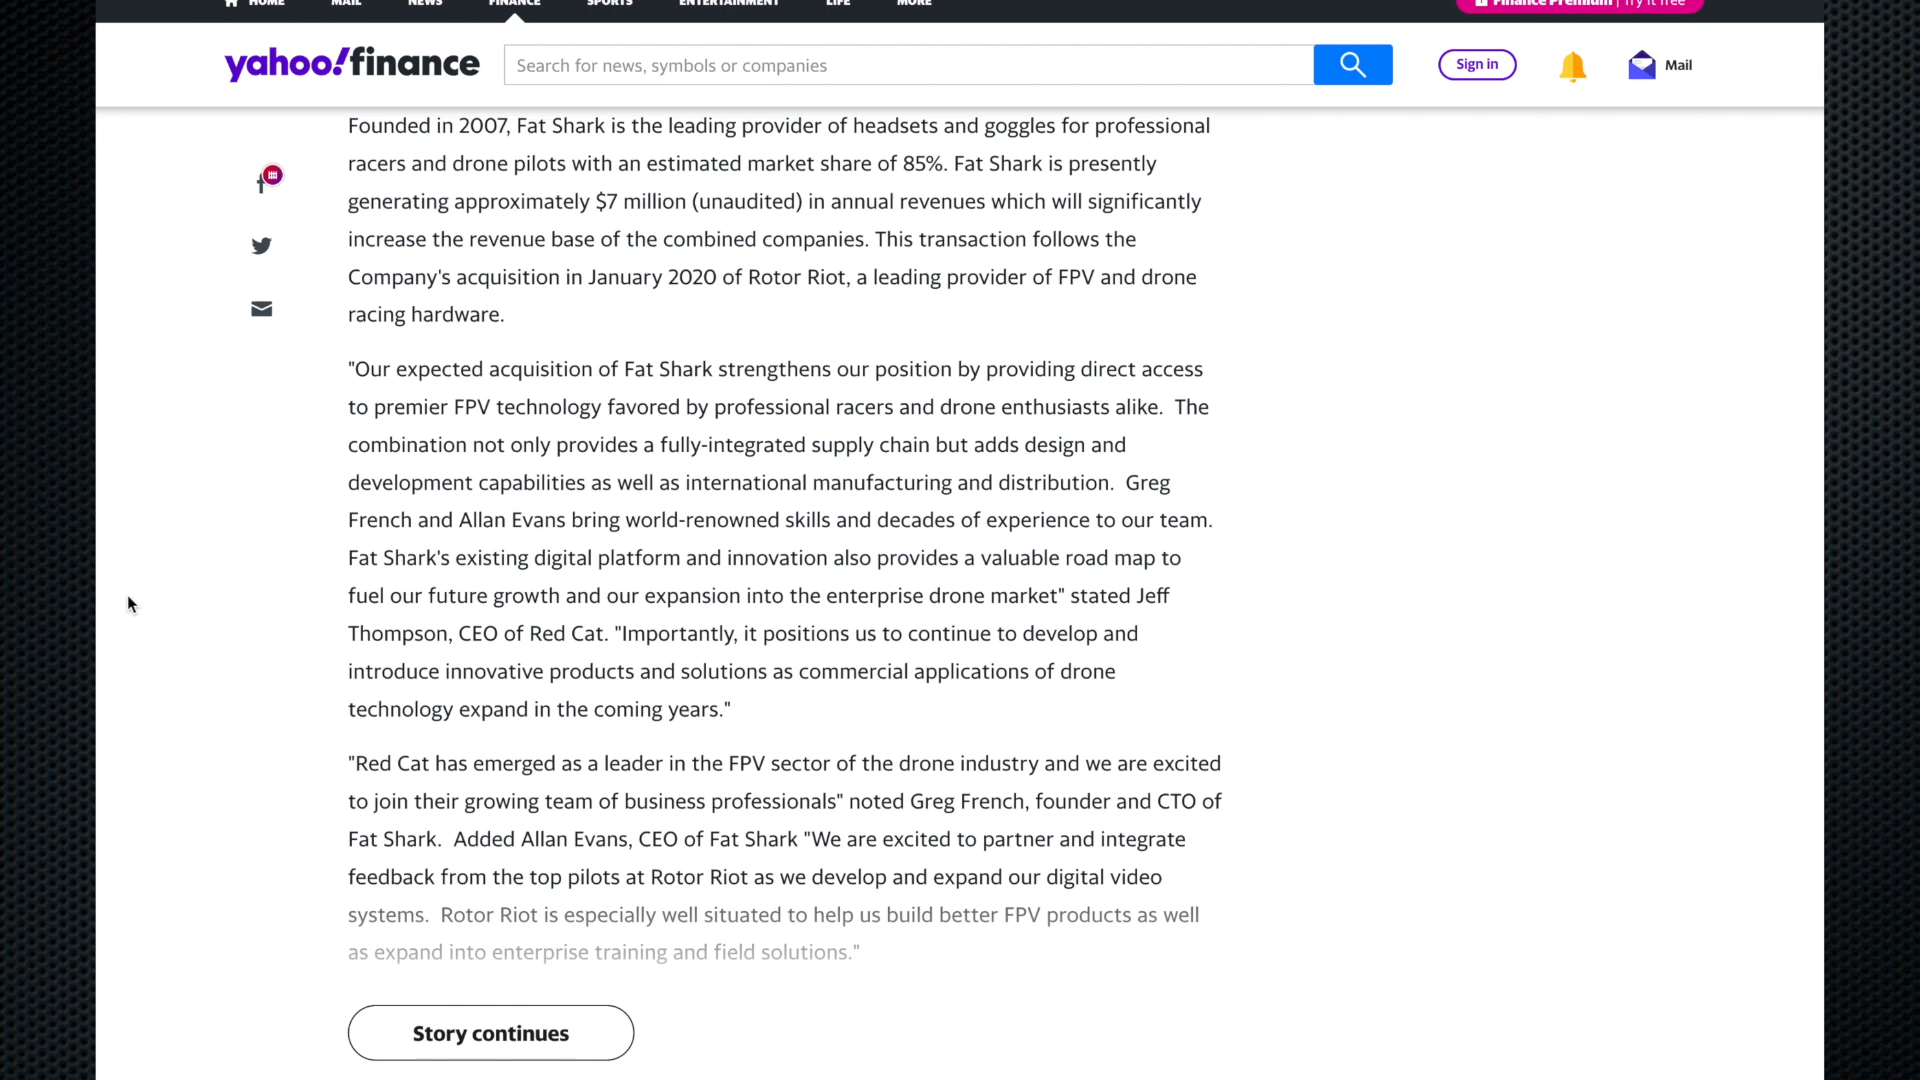 HOME MAIL NEWS FINANCE SPORTS ENTERTAINMENT LIFE MORE Finance Premium | Try it free
yahoo!finance Search for news, symbols or companies Sign in Mail
Founded in 2007, Fat Shark is the leading provider of headsets and goggles for professional
racers and drone pilots with an estimated market share of 85%. Fat Shark is presently
generating approximately $7 million (unaudited) in annual revenues which will significantly
increase the revenue base of the combined companies. This transaction follows the
Company's acquisition in January 2020 of Rotor Riot, a leading provider of FPV and drone
racing hardware.
"Our expected acquisition of Fat Shark strengthens our position by providing direct access
to premier FPV technology favored by professional racers and drone enthusiasts alike.  The
combination not only provides a fully-integrated supply chain but adds design and
development capabilities as well as international manufacturing and distribution.  Greg
French and Allan Evans bring world-renowned skills and decades of experience to our team.
Fat Shark's existing digital platform and innovation also provides a valuable road map to
fuel our future growth and our expansion into the enterprise drone market" stated Jeff
Thompson, CEO of Red Cat. "Importantly, it positions us to continue to develop and
introduce innovative products and solutions as commercial applications of drone
technology expand in the coming years."
"Red Cat has emerged as a leader in the FPV sector of the drone industry and we are excited
to join their growing team of business professionals" noted Greg French, founder and CTO of
Fat Shark.  Added Allan Evans, CEO of Fat Shark "We are excited to partner and integrate
feedback from the top pilots at Rotor Riot as we develop and expand our digital video
systems.  Rotor Riot is especially well situated to help us build better FPV products as well
as expand into enterprise training and field solutions."
Story continues